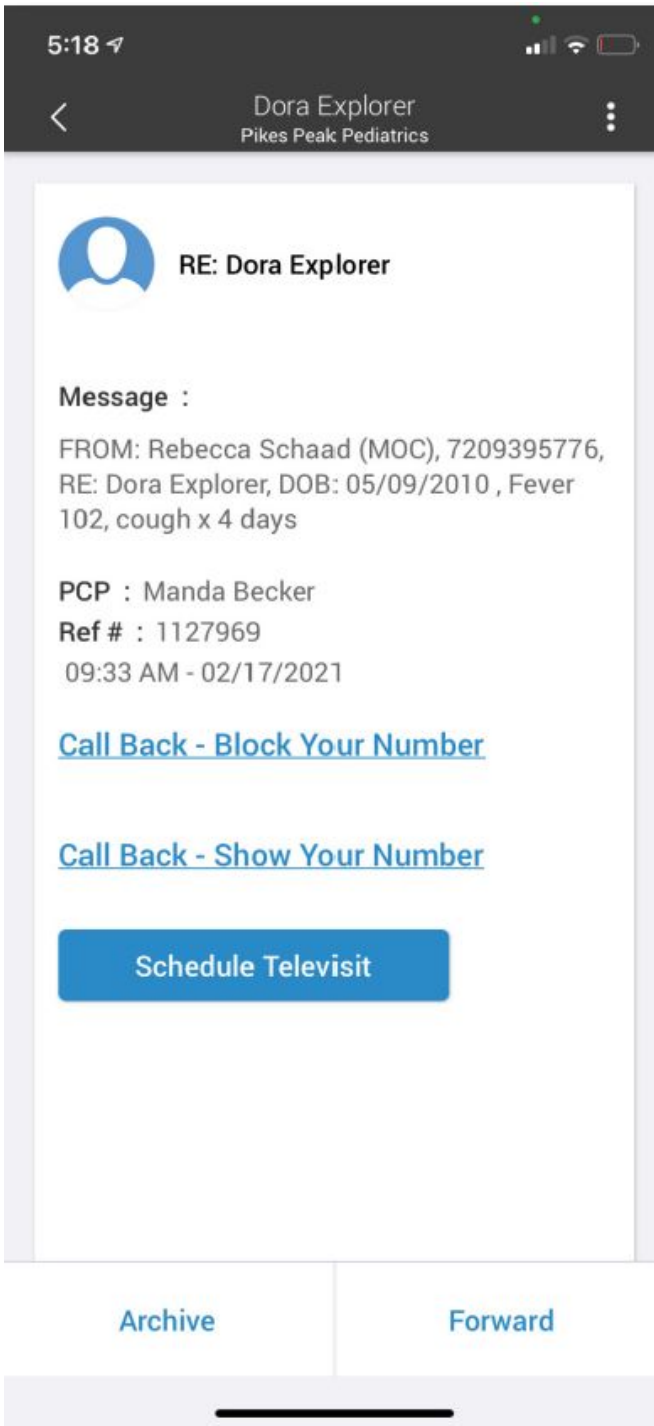 5:18
Dora Explorer
Pikes Peak Pediatrics
RE: Dora Explorer
Message :
FROM: Rebecca Schaad (MOC), 7209395776,
RE: Dora Explorer, DOB: 05/09/2010 , Fever
102, cough x 4 days
PCP : Manda Becker
Ref # : 1127969
09:33 AM - 02/17/2021
Call Back - Block Your Number
Call Back - Show Your Number
Schedule Televisit
Archive Forward